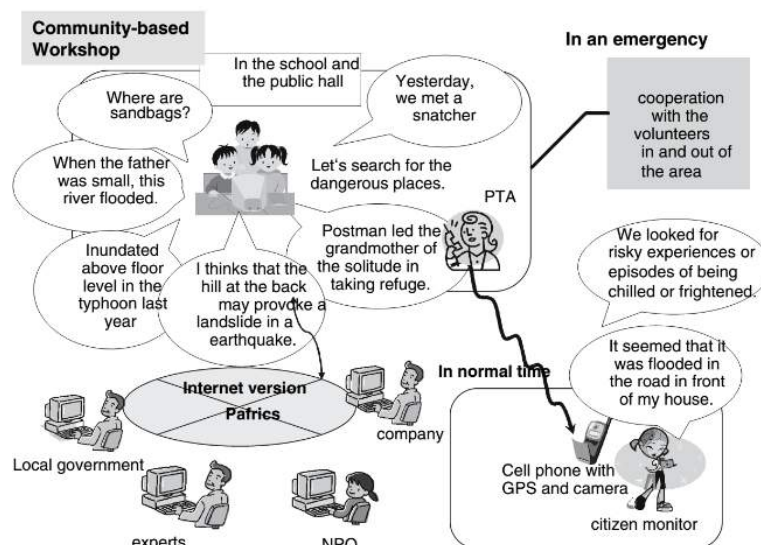 Community-based
Workshop
In the school and
the public hall
In an emergency
Where are
sandbags?
Yesterday,
we met a
snatcher
cooperation
with the
volunteers
in and out of
the area
When the father
was small, this
river flooded.
Let's search for the
dangerous places.
PTA
Inundated
above floor
level in the
typhoon last
year
I thinks that the
hill at the back
may provoke a
landslide in a
earthquake.
Postman led the
grandmother of
the solitude in
taking refuge.
We looked for
risky experiences or
episodes of being
chilled or frightened.
It seemed that it
was flooded in
the road in front
of my house.
In normal time
Internet version
Pafrics
company
Local government
Cell phone with
GPS and camera
citizen monitor
experts
NPO